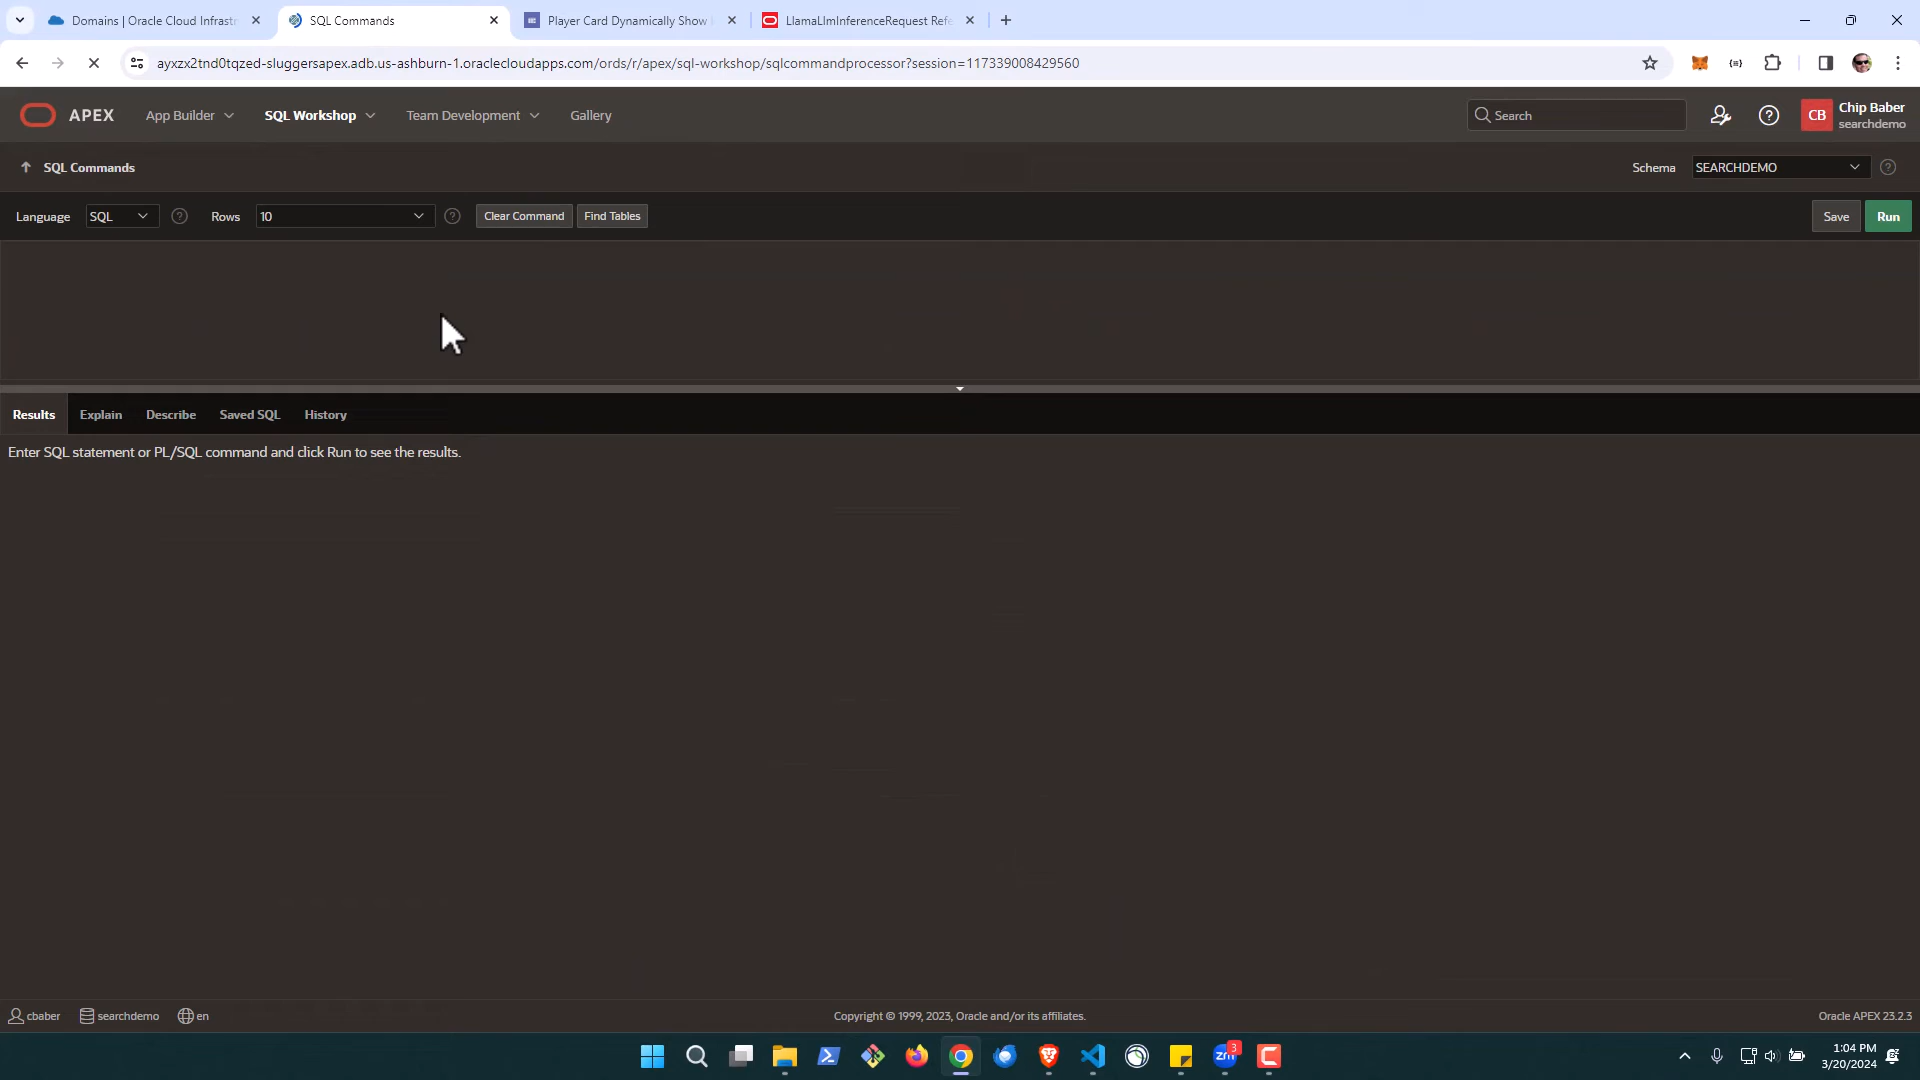 Domains | Oracle Cloud Infrastr
SQL Commands
Player Card Dynamically Show
LlamaLlmInferenceRequest Refe
ayxzx2tnd0tqzed-sluggersapex.adb.us-ashburn-1.oraclecloudapps.com/ords/r/apex/sql-workshop/sqlcommandprocessor?session=117339008429560
APEX
App Builder
SQL Workshop
Team Development
Gallery
Search
CB
Chip Baber
searchdemo
SQL Commands
Schema
SEARCHDEMO
Language
SQL
Rows
10
Clear Command
Find Tables
Save
Run
Results
Explain
Describe
Saved SQL
History
Enter SQL statement or PL/SQL command and click Run to see the results.
cbaber
searchdemo
en
Copyright © 1999, 2023, Oracle and/or its affiliates.
Oracle APEX 23.2.3
zm
3
1:04 PM
3/20/2024